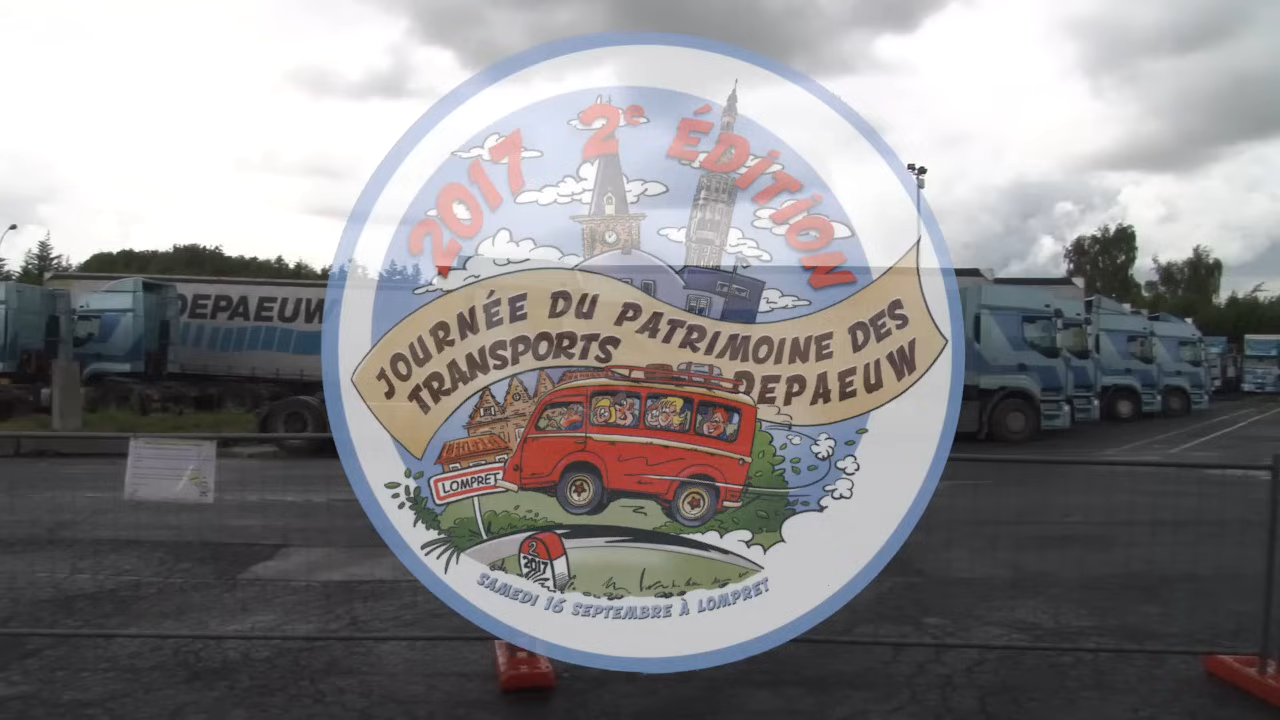 2017 2e ÉDITION
JOURNÉE DU PATRIMOINE DES
TRANSPORTS DEPAEUW
DEPAEUW
LOMPRET
2
2017
SAMEDI 16 SEPTEMBRE À LOMPRET